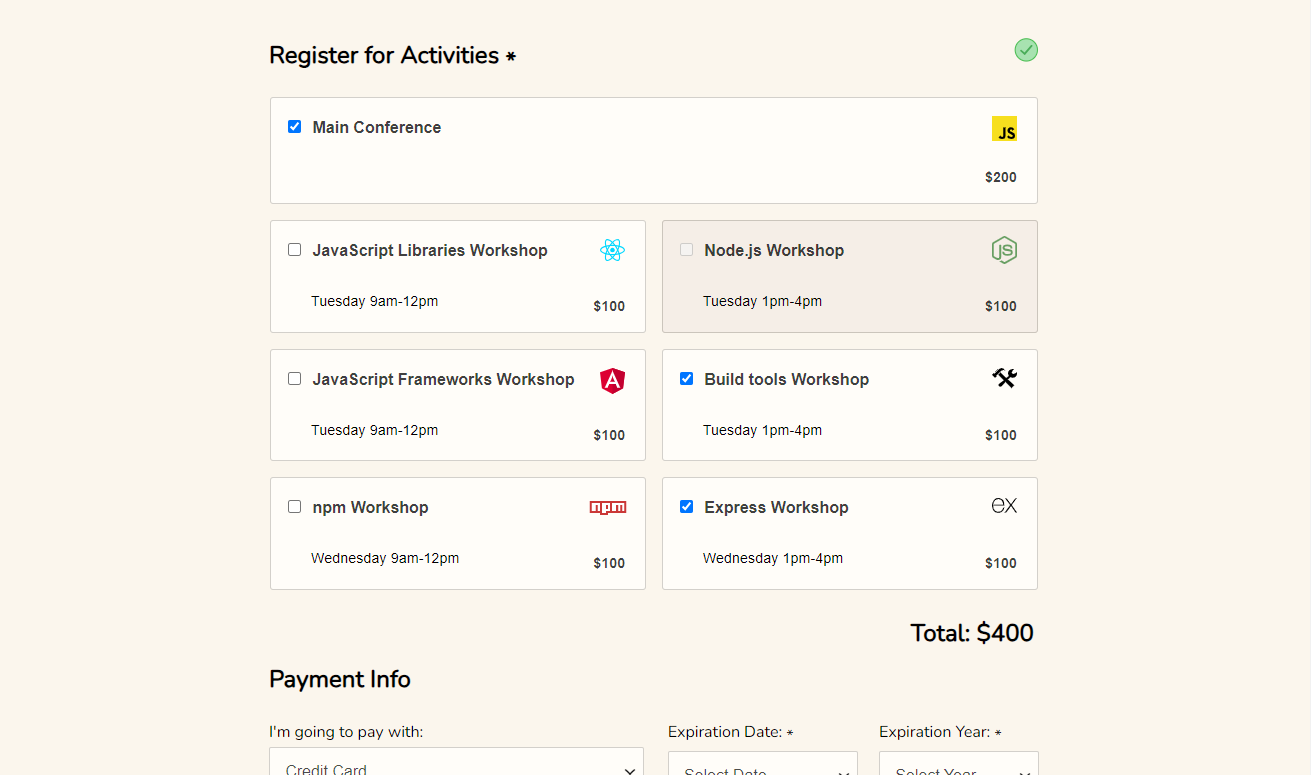 Register for Activities *
Main Conference
JS
$200
JavaScript Libraries Workshop
Tuesday 9am-12pm
$100
Node.js Workshop
JS
Tuesday 1pm-4pm
$100
JavaScript Frameworks Workshop
A
Tuesday 9am-12pm
$100
Build tools Workshop
Tuesday 1pm-4pm
$100
npm Workshop
npm
Wednesday 9am-12pm
$100
Express Workshop
ex
Wednesday 1pm-4pm
$100
Total: $400
Payment Info
I'm going to pay with:
Credit Card
Expiration Date: *
Select Date
Expiration Year: *
Select Year